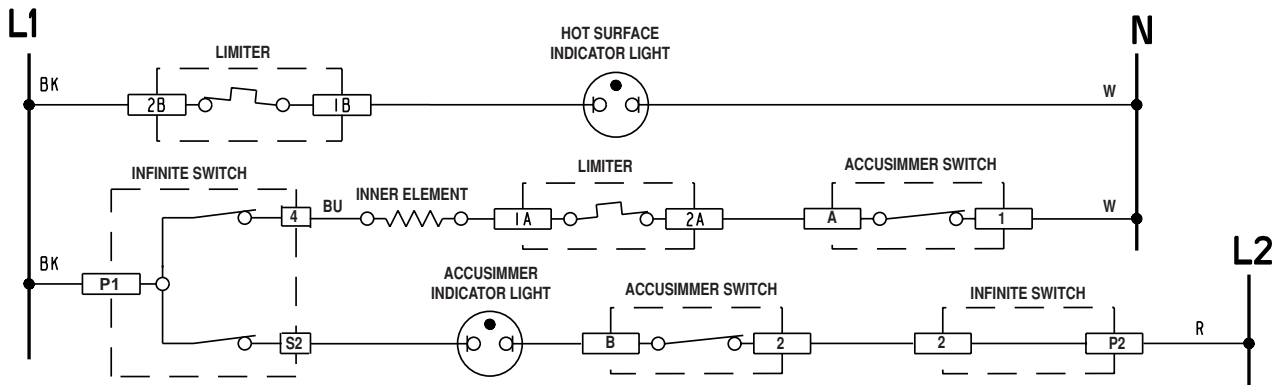 L1
N
HOT SURFACE
INDICATOR LIGHT
LIMITER
BK
2B
1B
W
INFINITE SWITCH
LIMITER
ACCUSIMMER SWITCH
INNER ELEMENT
4
BU
1A
2A
A
1
W
L2
BK
P1
ACCUSIMMER
INDICATOR LIGHT
ACCUSIMMER SWITCH
INFINITE SWITCH
S2
B
2
2
P2
R